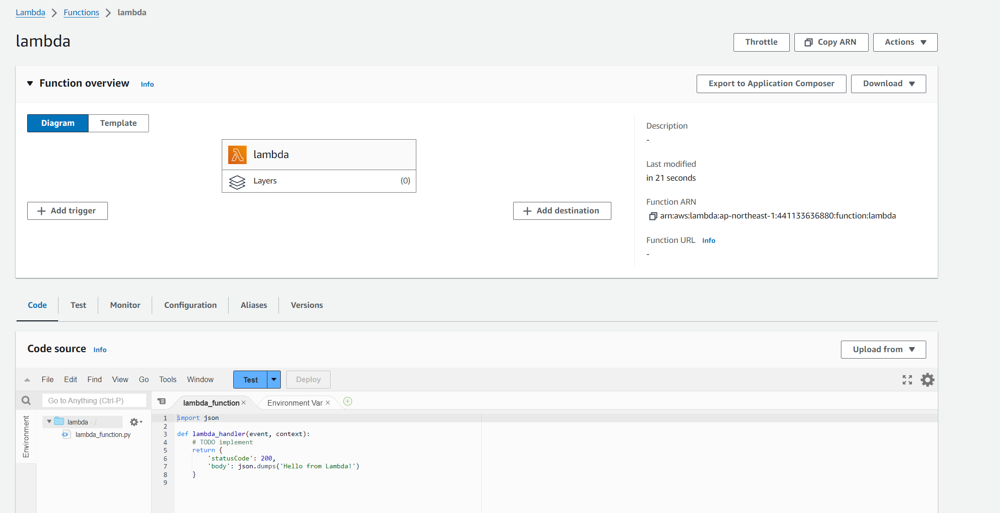 Lambda > Functions > lambda
lambda
Throttle Copy ARN Actions
Function overview Info
Export to Application Composer Download
Diagram Template
lambda
Layers (0)
Add trigger
Add destination
Description
-
Last modified
in 21 seconds
Function ARN
arn:aws:lambda:ap-northeast-1:441133636880:function:lambda
Function URL Info
-
Code Test Monitor Configuration Aliases Versions
Code source Info
Upload from
File Edit Find View Go Tools Window Test Deploy
Go to Anything (Ctrl-P)
lambda_function × Environment Var ×
Environment
lambda - /
lambda_function.py
1 import json
2
3 def lambda_handler(event, context):
4 # TODO implement
5 return {
6 'statusCode': 200,
7 'body': json.dumps('Hello from Lambda!')
8 }
9